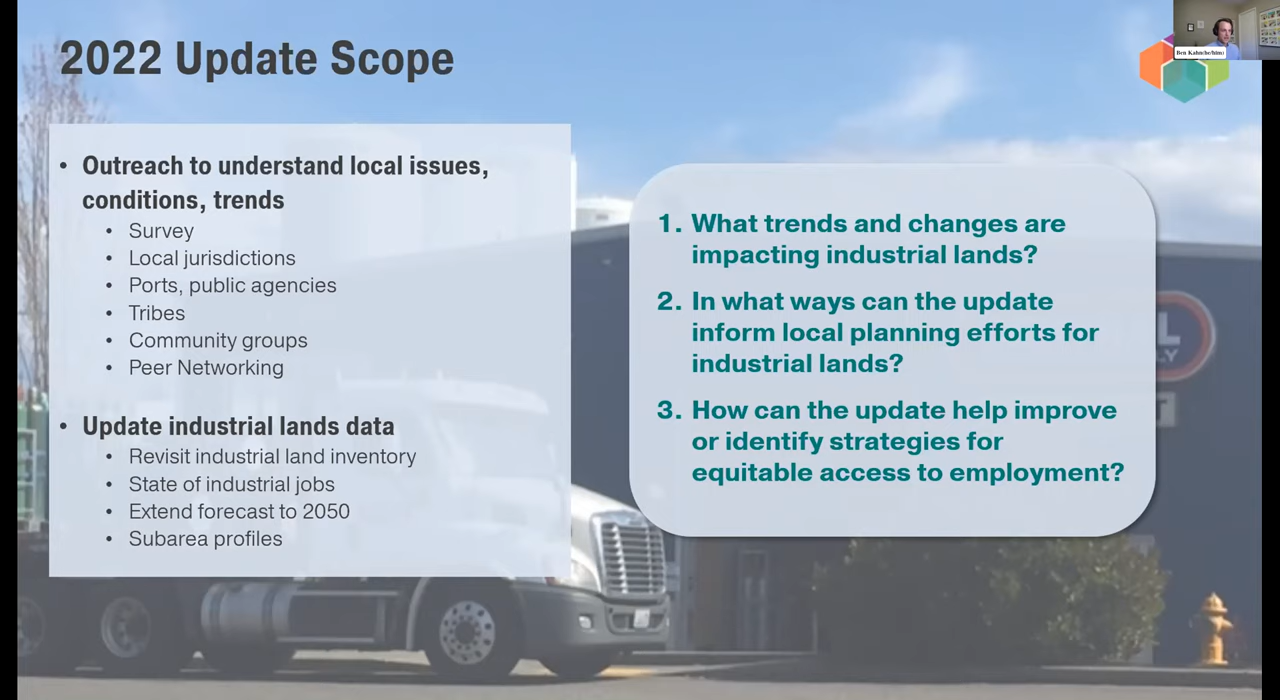 2022 Update Scope
Ben Kahn(he/him)
• Outreach to understand local issues,
conditions, trends
• Survey
• Local jurisdictions
• Ports, public agencies
• Tribes
• Community groups
• Peer Networking
• Update industrial lands data
• Revisit industrial land inventory
• State of industrial jobs
• Extend forecast to 2050
• Subarea profiles
1. What trends and changes are
impacting industrial lands?
2. In what ways can the update
inform local planning efforts for
industrial lands?
3. How can the update help improve
or identify strategies for
equitable access to employment?